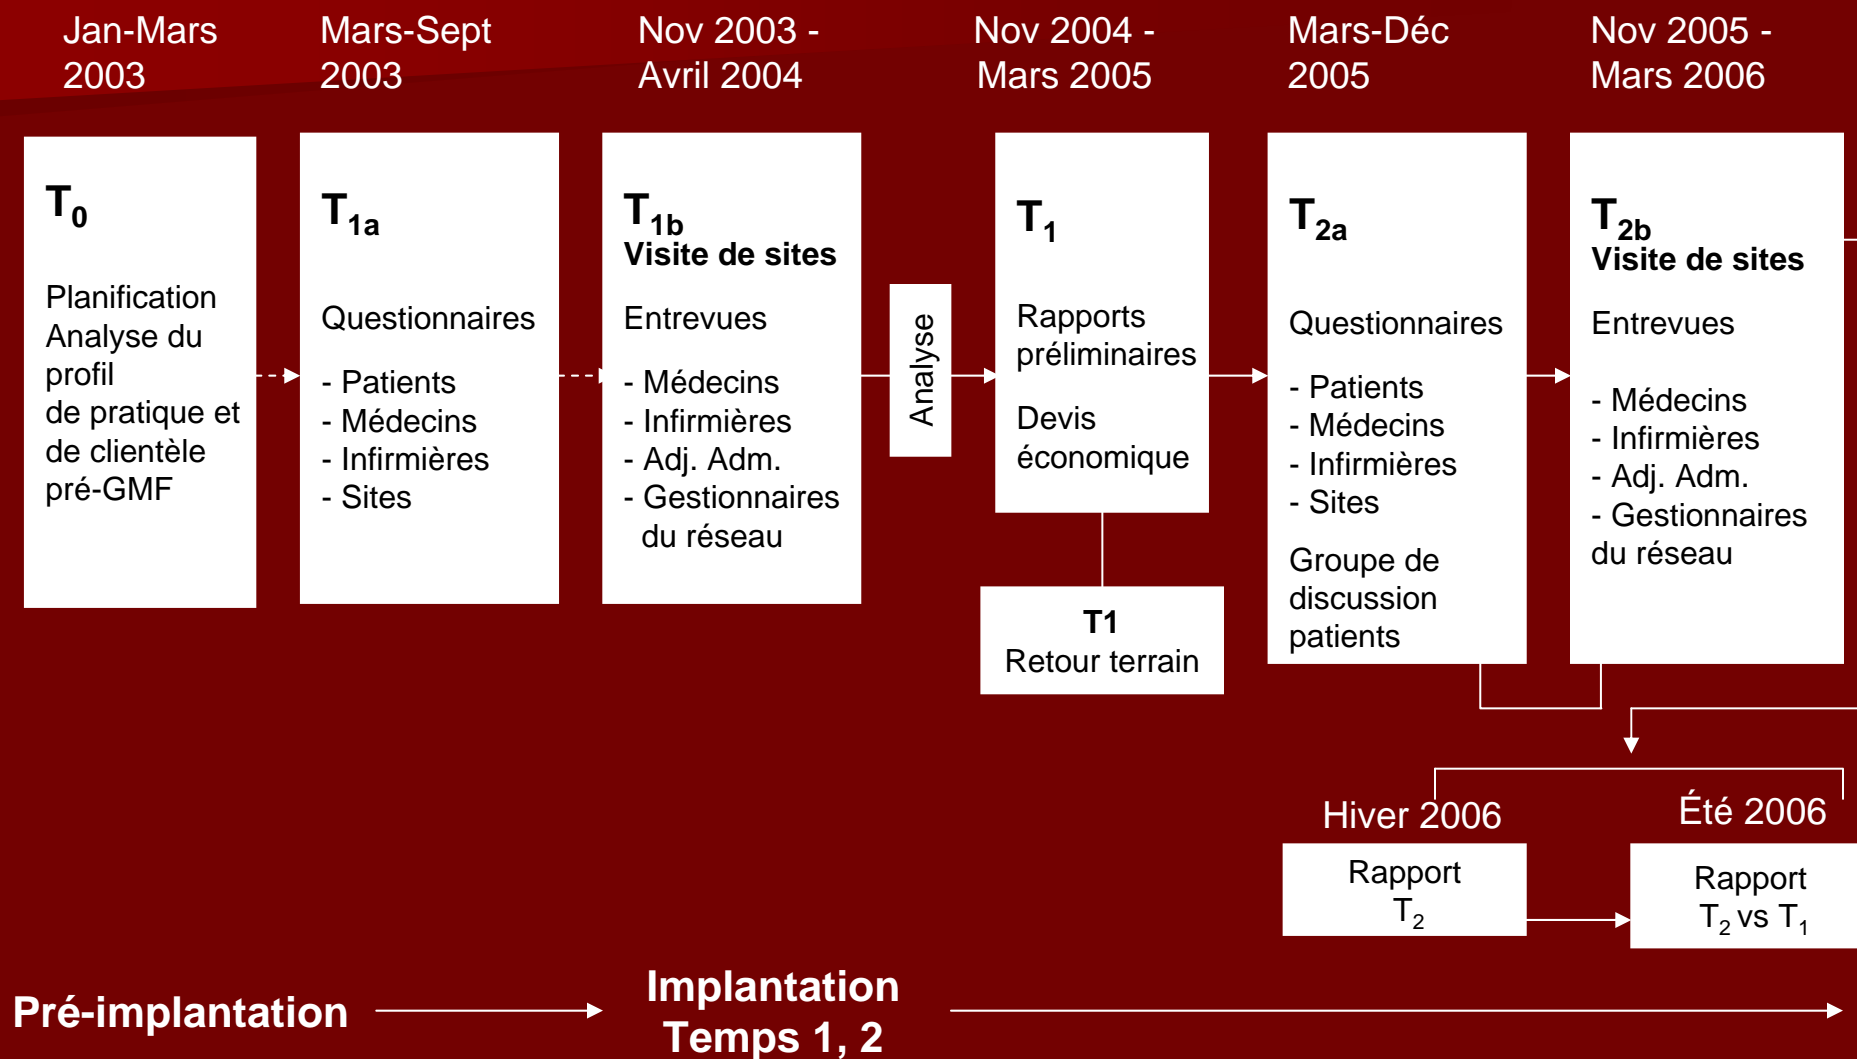 Jan-Mars
2003
Mars-Sept
2003
Nov 2003 -
Avril 2004
Nov 2004 -
Mars 2005
Mars-Déc
2005
Nov 2005 -
Mars 2006
T0
Planification
Analyse du
profil
de pratique et
de clientèle
pré-GMF
T1a
Questionnaires
- Patients
- Médecins
- Infirmières
- Sites
T1b
Visite de sites
Entrevues
- Médecins
- Infirmières
- Adj. Adm.
- Gestionnaires
du réseau
Analyse
T1
Rapports
préliminaires
Devis
économique
T1
Retour terrain
T2a
Questionnaires
- Patients
- Médecins
- Infirmières
- Sites
Groupe de
discussion
patients
T2b
Visite de sites
Entrevues
- Médecins
- Infirmières
- Adj. Adm.
- Gestionnaires
du réseau
Hiver 2006
Rapport
T2
Été 2006
Rapport
T2 vs T1
Pré-implantation
Implantation
Temps 1, 2